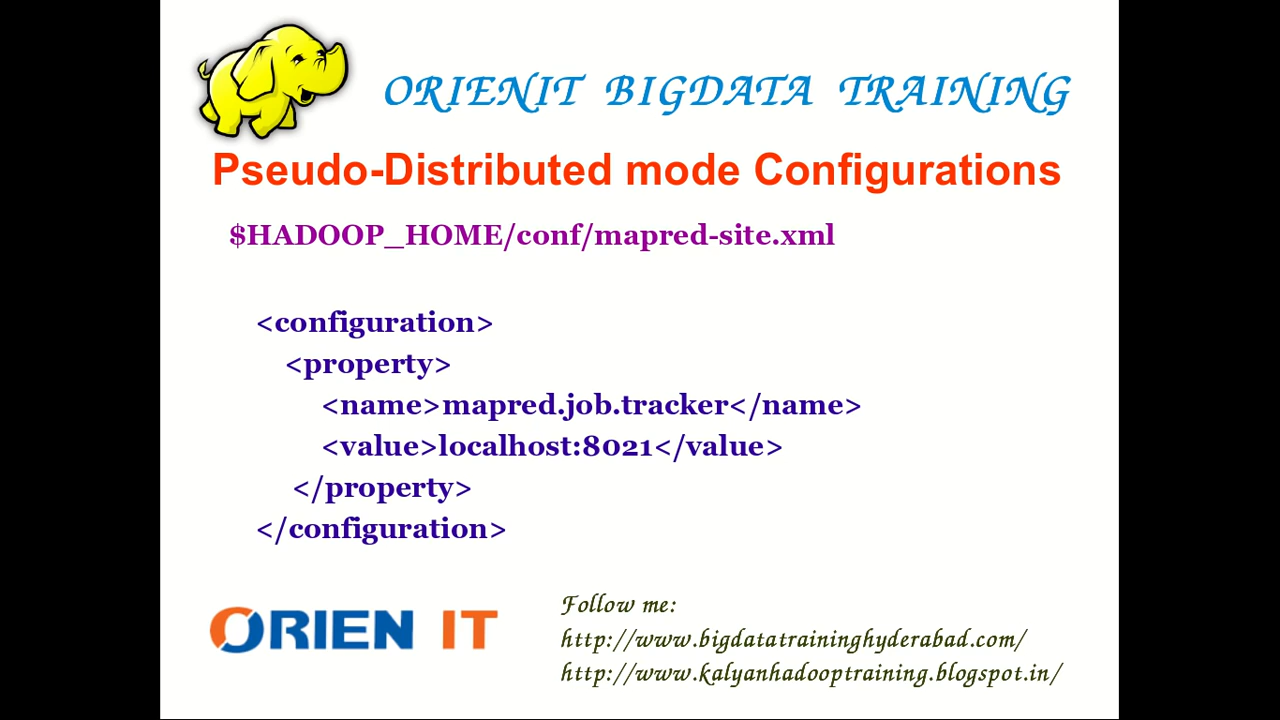 ORIENIT BIGDATA TRAINING
Pseudo-Distributed mode Configurations
$HADOOP_HOME/conf/mapred-site.xml
<configuration>
<property>
<name>mapred.job.tracker</name>
<value>localhost:8021</value>
</property>
</configuration>
ORIEN IT
Follow me:
http://www.bigdatatraininghyderabad.com/
http://www.kalyanhadooptraining.blogspot.in/